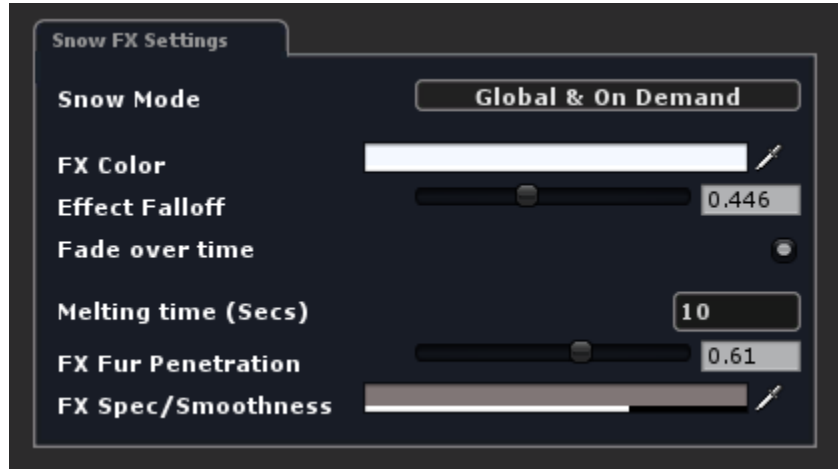 Snow FX Settings
Snow Mode Global & On Demand
FX Color
Effect Falloff 0.446
Fade over time
Melting time (Secs) 10
FX Fur Penetration 0.61
FX Spec/Smoothness